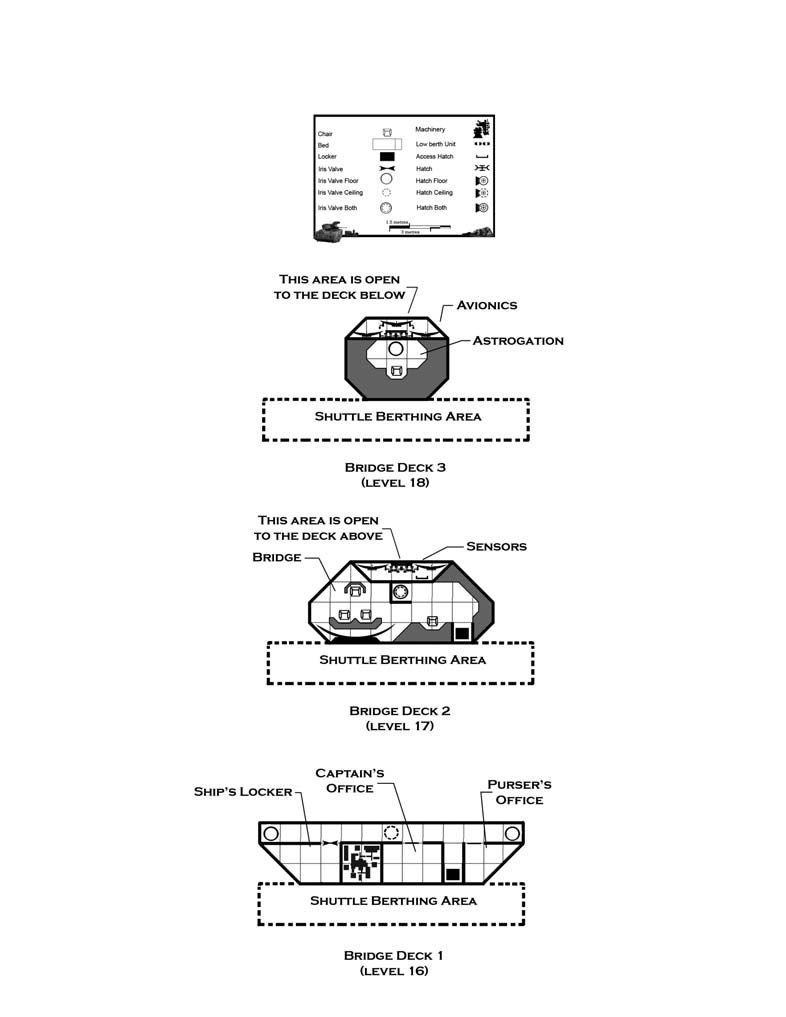 Chair
Bed
Locker
Iris Valve
Iris Valve Floor
Iris Valve Ceiling
Iris Valve Both
Machinery
Low berth Unit
Access Hatch
Hatch
Hatch Floor
Hatch Ceiling
Hatch Both
1.5 metres
3 metres
This area is open
to the deck below
Avionics
Astrogation
Shuttle Berthing Area
Bridge Deck 3
(level 18)
This area is open
to the deck above
Sensors
Bridge
Shuttle Berthing Area
Bridge Deck 2
(level 17)
Captain's
Office
Ship's Locker
Purser's
Office
Shuttle Berthing Area
Bridge Deck 1
(level 16)